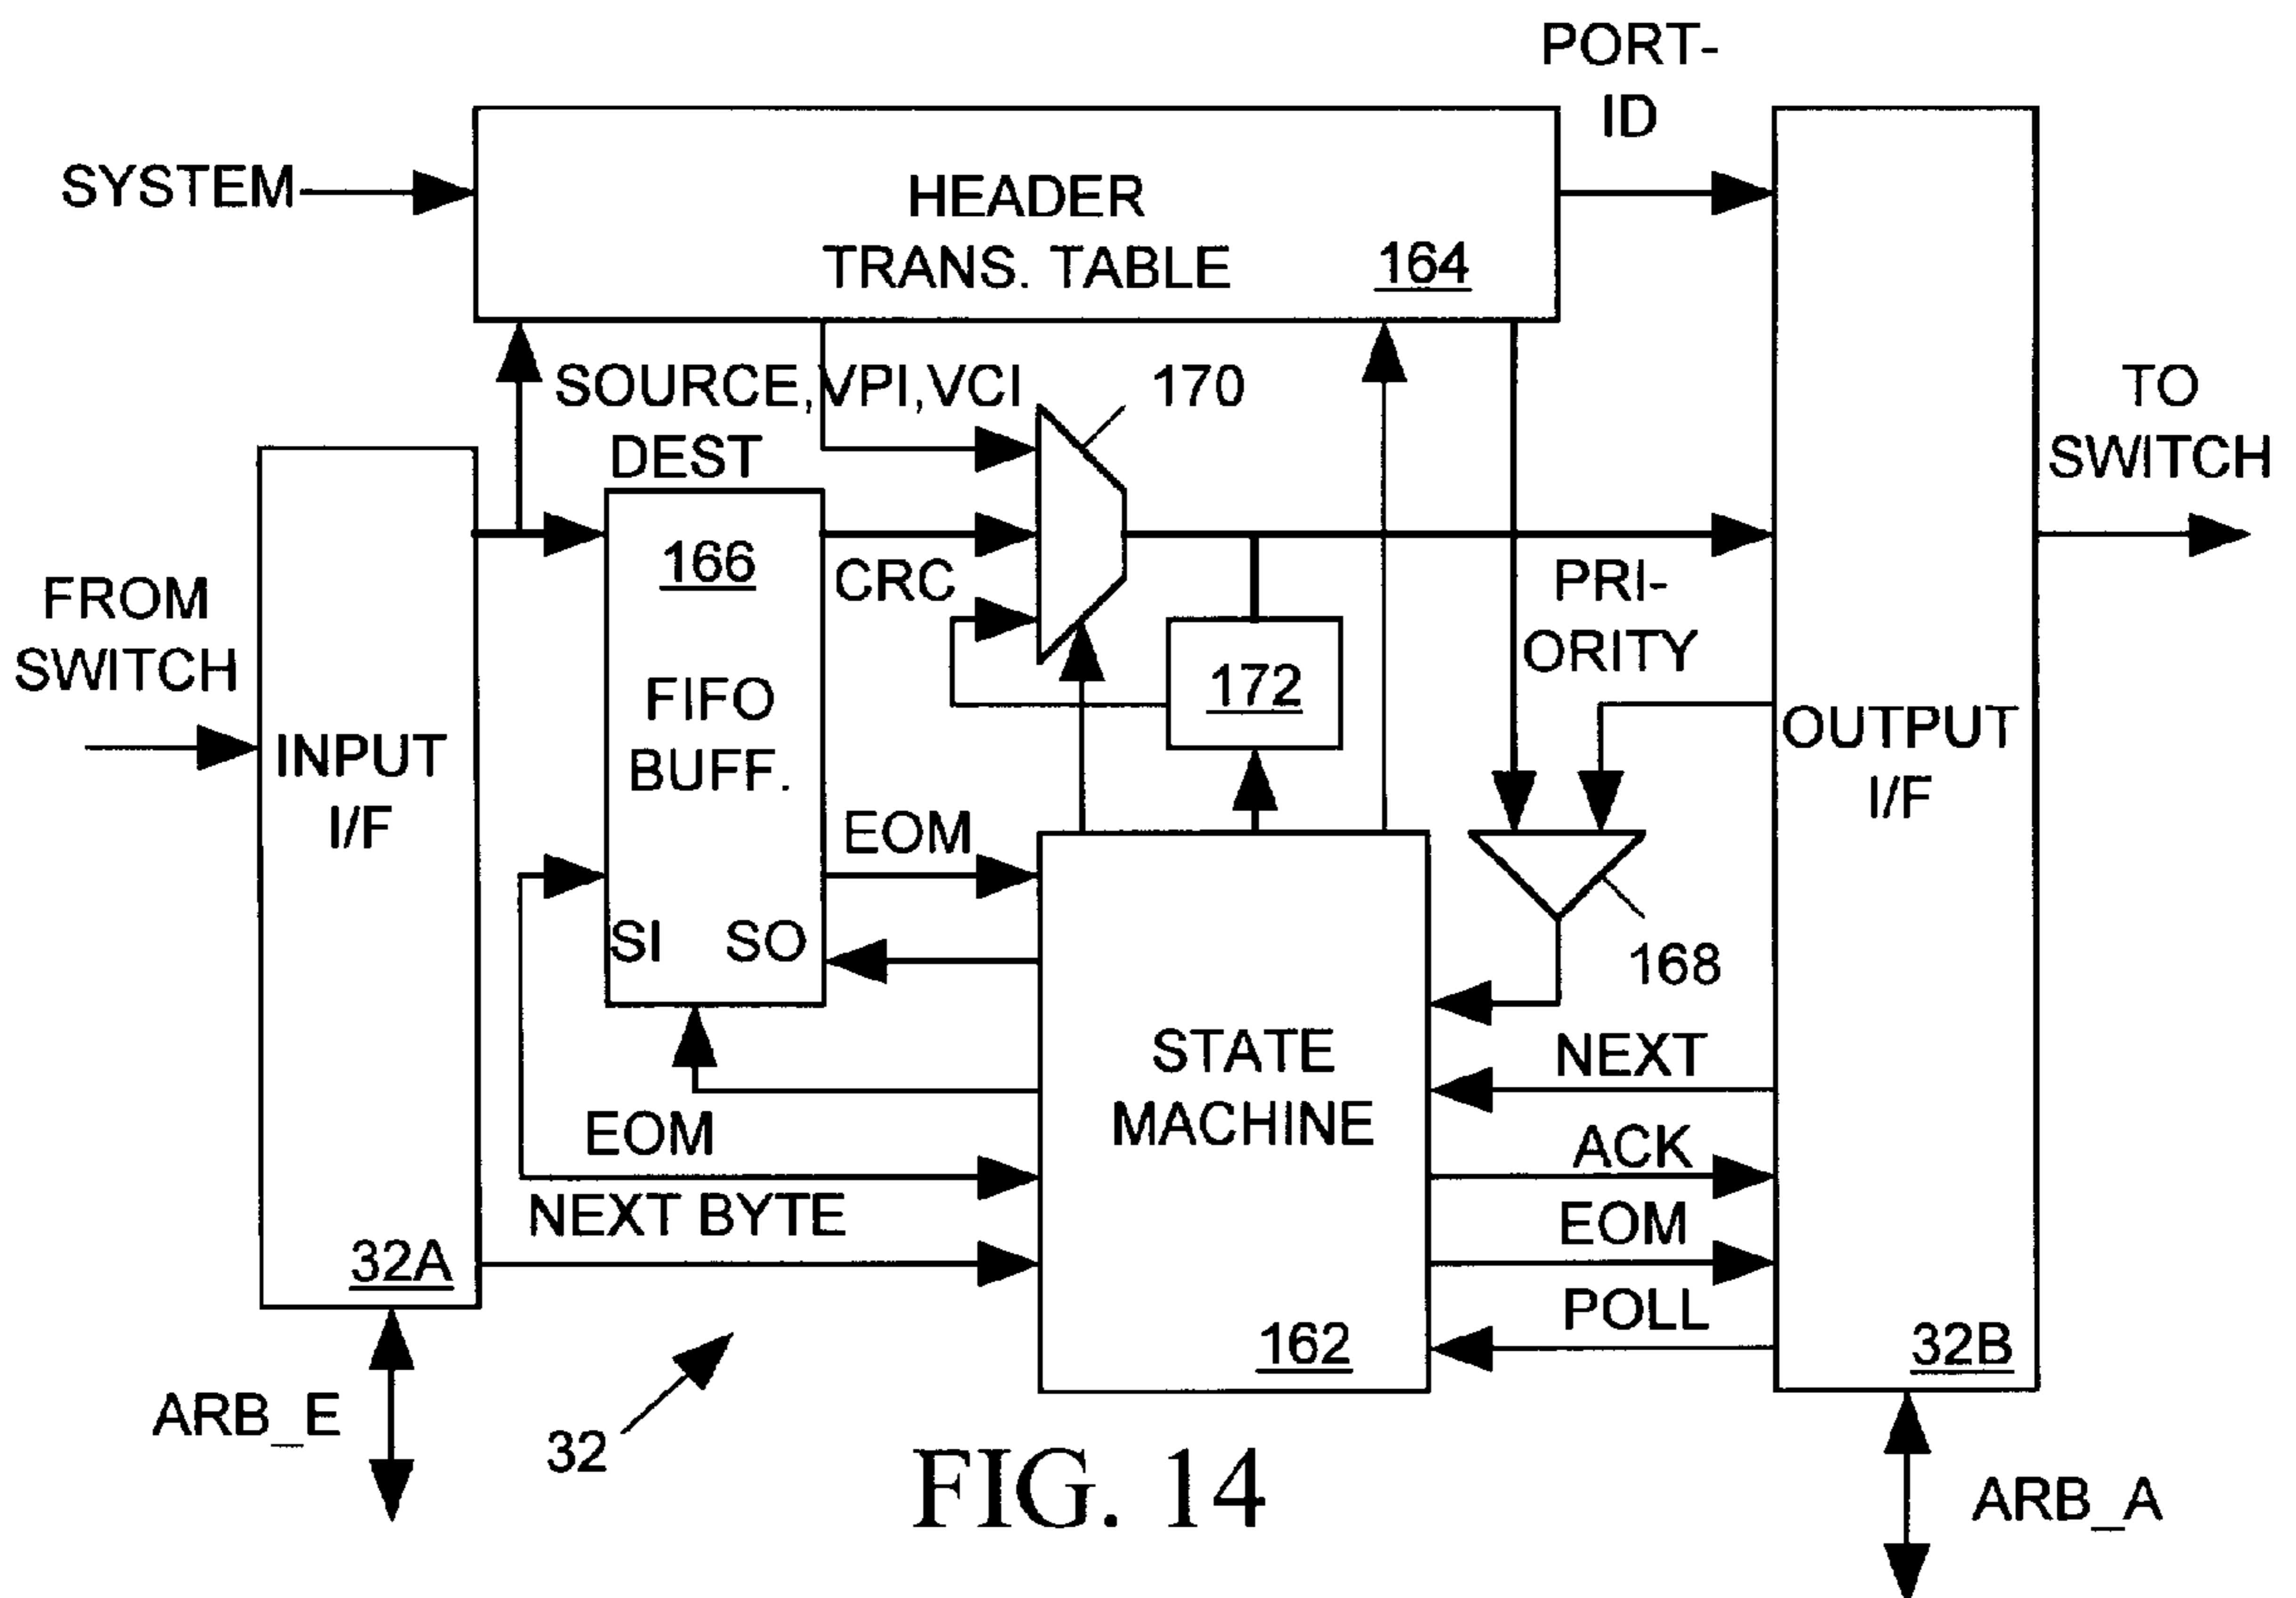 PORT-
ID
SYSTEM
HEADER
TRANS. TABLE
164
SOURCE,VPI,VCI
170
DEST
TO
SWITCH
166
CRC
FROM
SWITCH
PRI-
ORITY
172
FIFO
BUFF.
INPUT
I/F
OUTPUT
I/F
EOM
SI
SO
168
STATE
MACHINE
NEXT
EOM
ACK
NEXT BYTE
EOM
32A
POLL
162
32B
ARB_E
32
FIG. 14
ARB_A